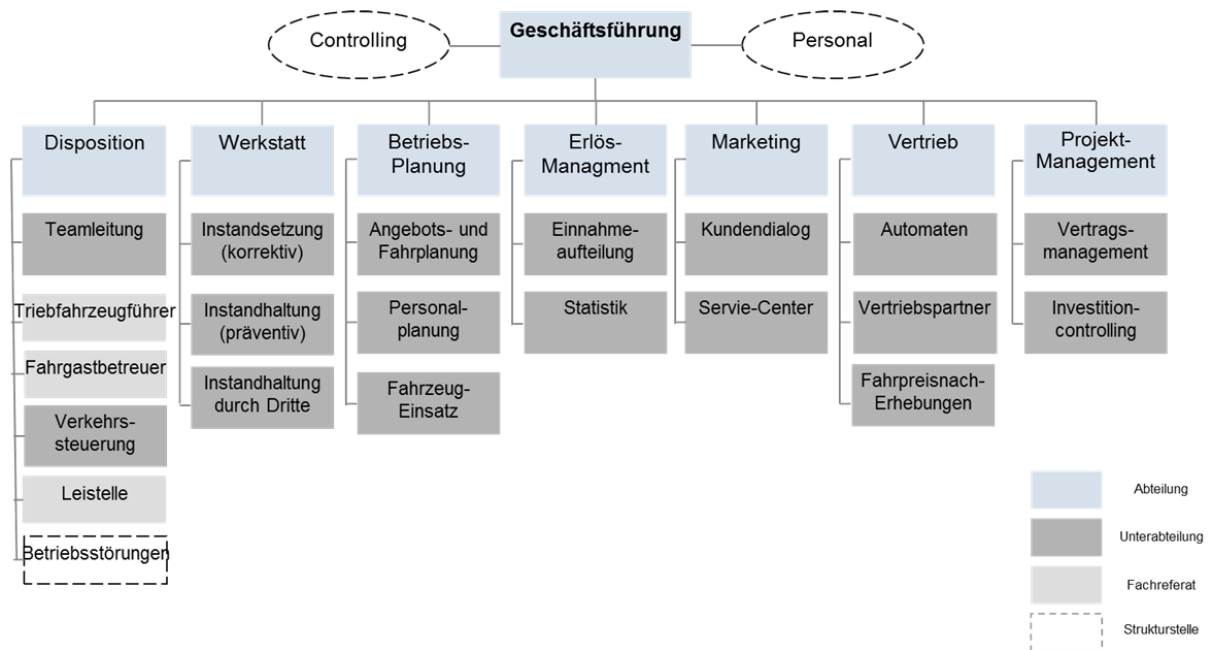 Controlling
Geschäftsführung
Personal
Disposition
Werkstatt
Betriebs-
Planung
Erlös-
Managment
Marketing
Vertrieb
Projekt-
Management
Teamleitung
Triebfahrzeugführer
Fahrgastbetreuer
Verkehrs-
steuerung
Leistelle
Betriebsstörungen
Instandsetzung
(korrektiv)
Instandhaltung
(präventiv)
Instandhaltung
durch Dritte
Angebots- und
Fahrplanung
Personal-
planung
Fahrzeug-
Einsatz
Einnahme-
aufteilung
Statistik
Kundendialog
Servie-Center
Automaten
Vertriebspartner
Fahrpreisnach-
Erhebungen
Vertrags-
management
Investition-
controlling
Abteilung
Unterabteilung
Fachreferat
Strukturstelle